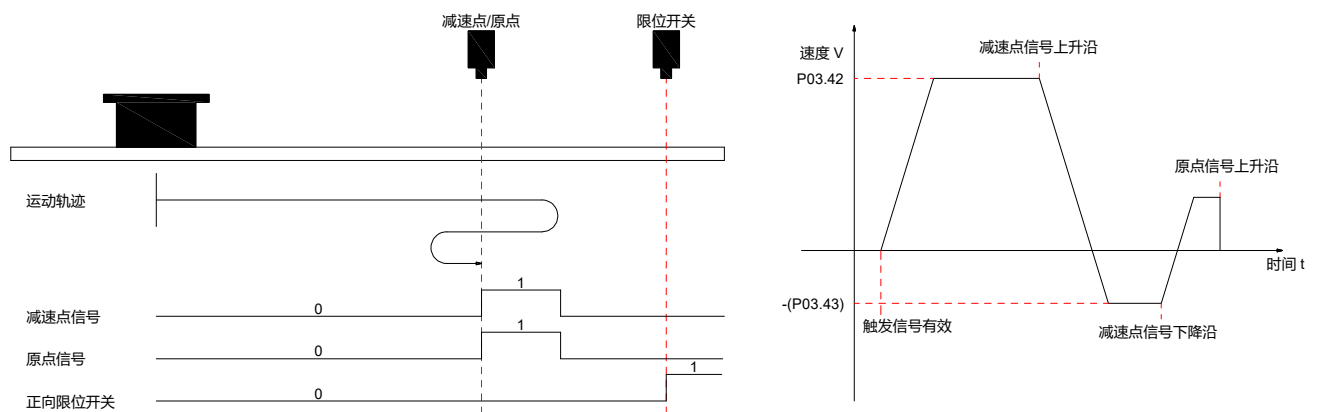 减速点/原点
限位开关
运动轨迹
减速点信号
0
1
原点信号
0
1
正向限位开关
0
1
速度 V
减速点信号上升沿
P03.42
原点信号上升沿
时间 t
-(P03.43)
触发信号有效
减速点信号下降沿